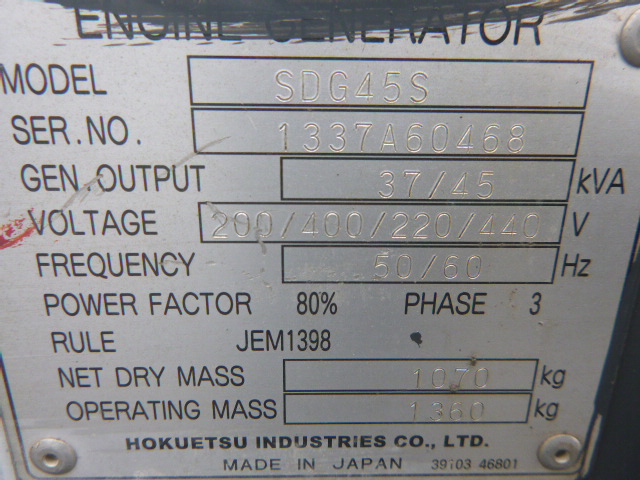 ENGINE GENERATOR
MODEL SDG45S
SER.NO. 1337A60468
GEN.OUTPUT 37/45 kVA
VOLTAGE 200/400/220/440 V
FREQUENCY 50/60 Hz
POWER FACTOR 80% PHASE 3
RULE JEM1398
NET DRY MASS 1070 kg
OPERATING MASS 1360 kg
HOKUETSU INDUSTRIES CO., LTD.
MADE IN JAPAN 39103 46801